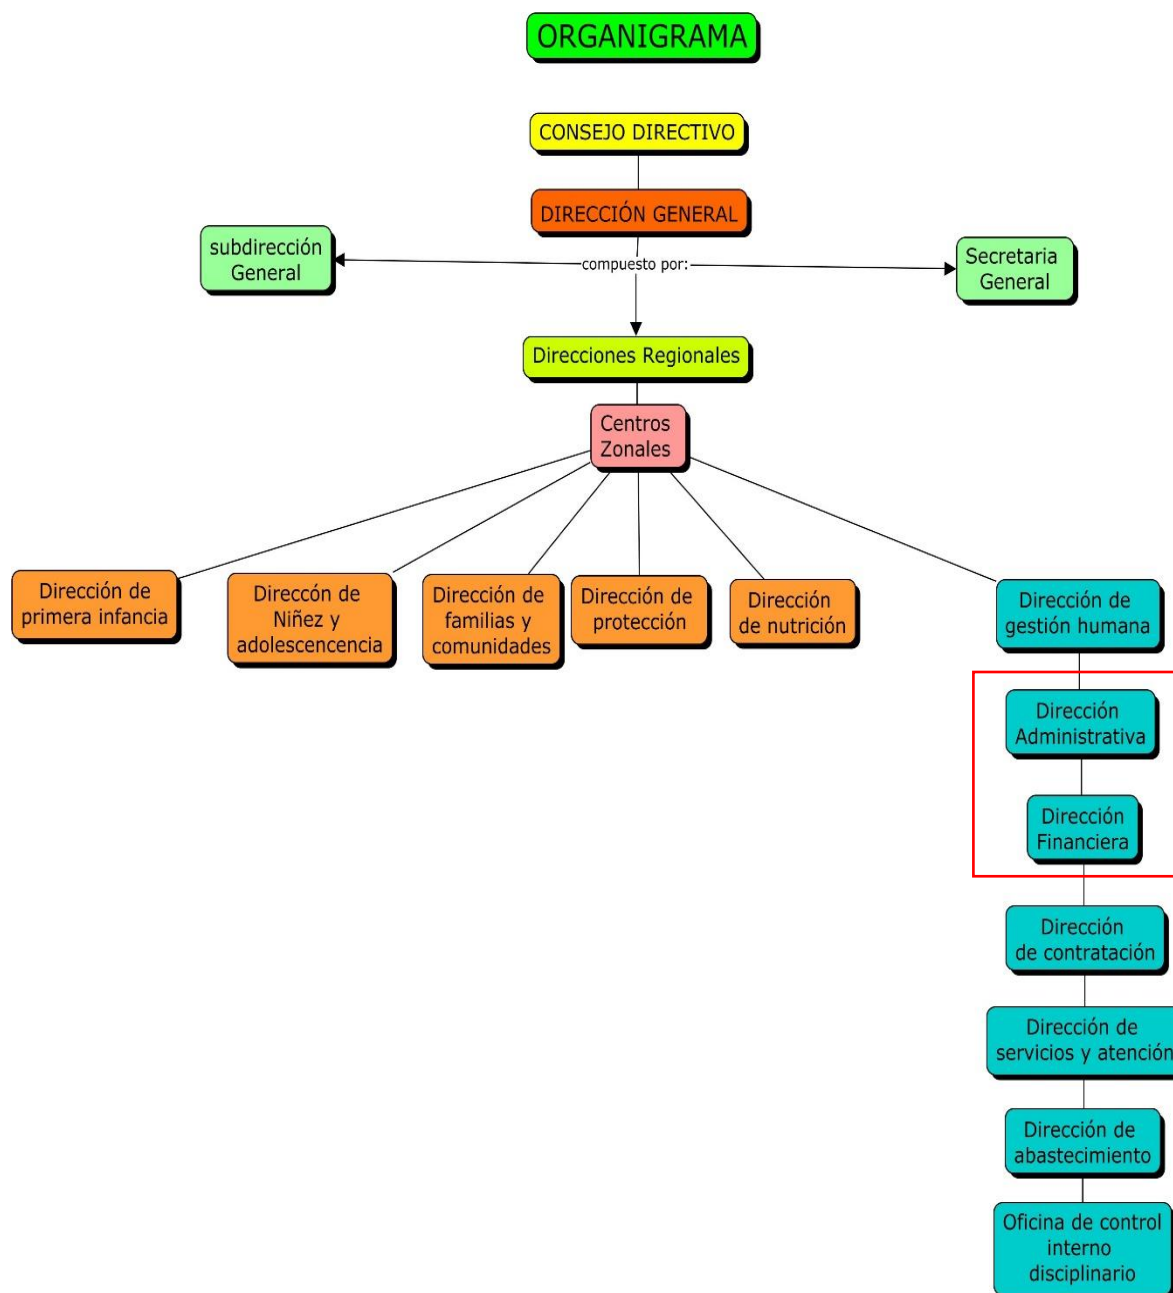 ORGANIGRAMA
CONSEJO DIRECTIVO
DIRECCIÓN GENERAL
subdirección
General
compuesto por:
Secretaria
General
Direcciones Regionales
Centros
Zonales
Dirección de
primera infancia
Direccón de
Niñez y
adolescencencia
Dirección de
familias y
comunidades
Dirección de
protección
Dirección
de nutrición
Dirección de
gestión humana
Dirección
Administrativa
Dirección
Financiera
Dirección
de contratación
Dirección de
servicios y atención
Dirección de
abastecimiento
Oficina de control
interno
disciplinario